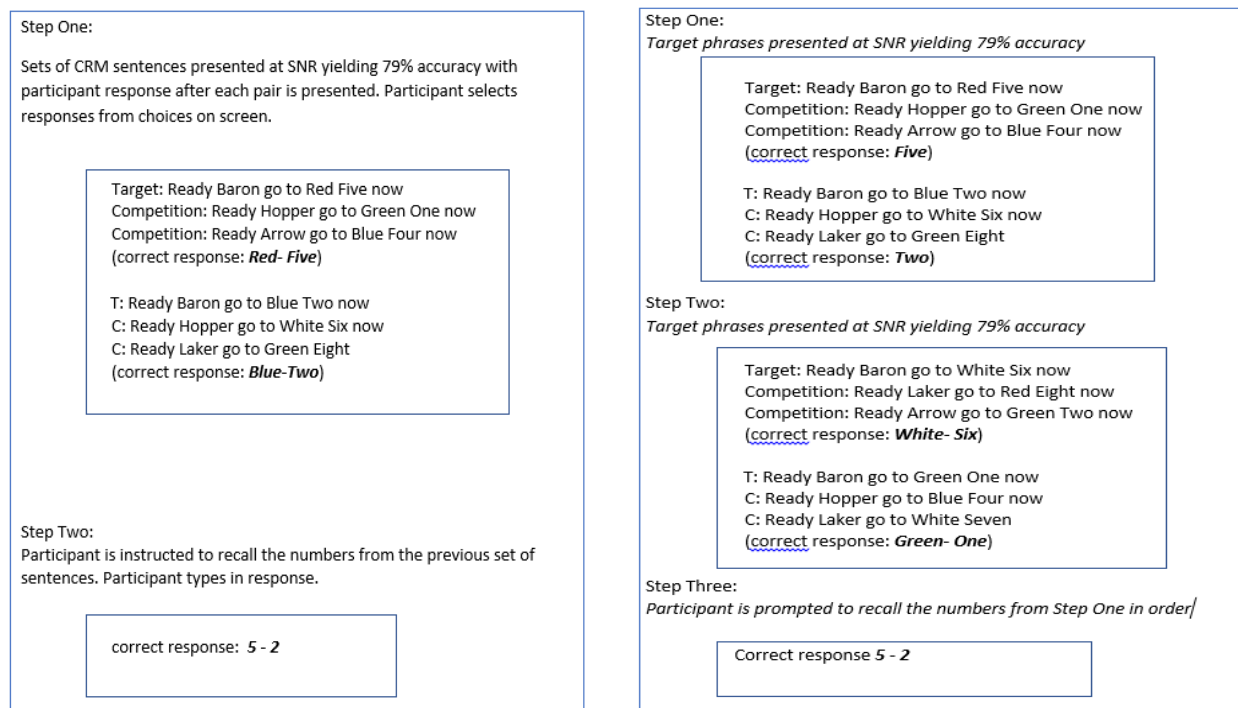 Step One:
Sets of CRM sentences presented at SNR yielding 79% accuracy with
participant response after each pair is presented. Participant selects
responses from choices on screen.
Target: Ready Baron go to Red Five now
Competition: Ready Hopper go to Green One now
Competition: Ready Arrow go to Blue Four now
(correct response: Red- Five)
T: Ready Baron go to Blue Two now
C: Ready Hopper go to White Six now
C: Ready Laker go to Green Eight
(correct response: Blue-Two)
Step Two:
Participant is instructed to recall the numbers from the previous set of
sentences. Participant types in response.
correct response: 5 - 2
Step One:
Target phrases presented at SNR yielding 79% accuracy
Target: Ready Baron go to Red Five now
Competition: Ready Hopper go to Green One now
Competition: Ready Arrow go to Blue Four now
(correct response: Five)
T: Ready Baron go to Blue Two now
C: Ready Hopper go to White Six now
C: Ready Laker go to Green Eight
(correct response: Two)
Step Two:
Target phrases presented at SNR yielding 79% accuracy
Target: Ready Baron go to White Six now
Competition: Ready Laker go to Red Eight now
Competition: Ready Arrow go to Green Two now
(correct response: White- Six)
T: Ready Baron go to Green One now
C: Ready Hopper go to Blue Four now
C: Ready Laker go to White Seven
(correct response: Green- One)
Step Three:
Participant is prompted to recall the numbers from Step One in order
Correct response 5 - 2